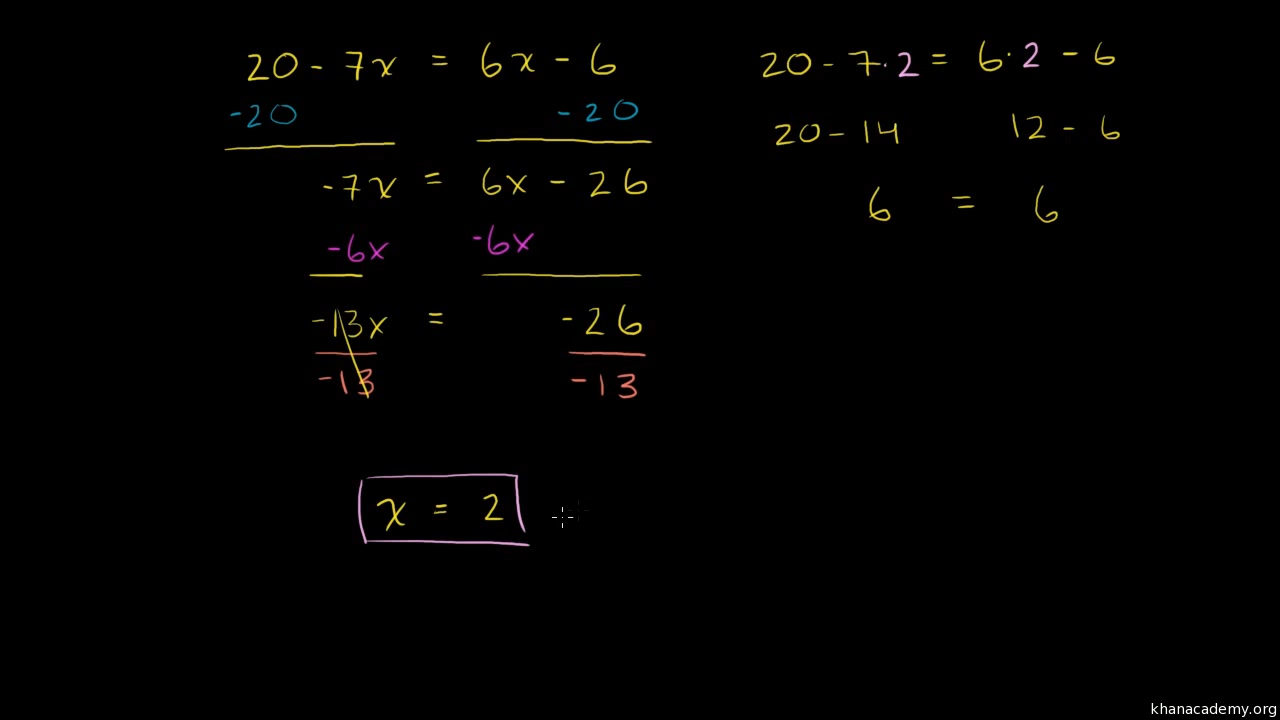 20 - 7x = 6x - 6
-20 -20
-7x = 6x - 26
-6x -6x
-13x = -26
-13 -13
x = 2
20 - 7·2 = 6·2 - 6
20 - 14 12 - 6
6 = 6
khanacademy.org